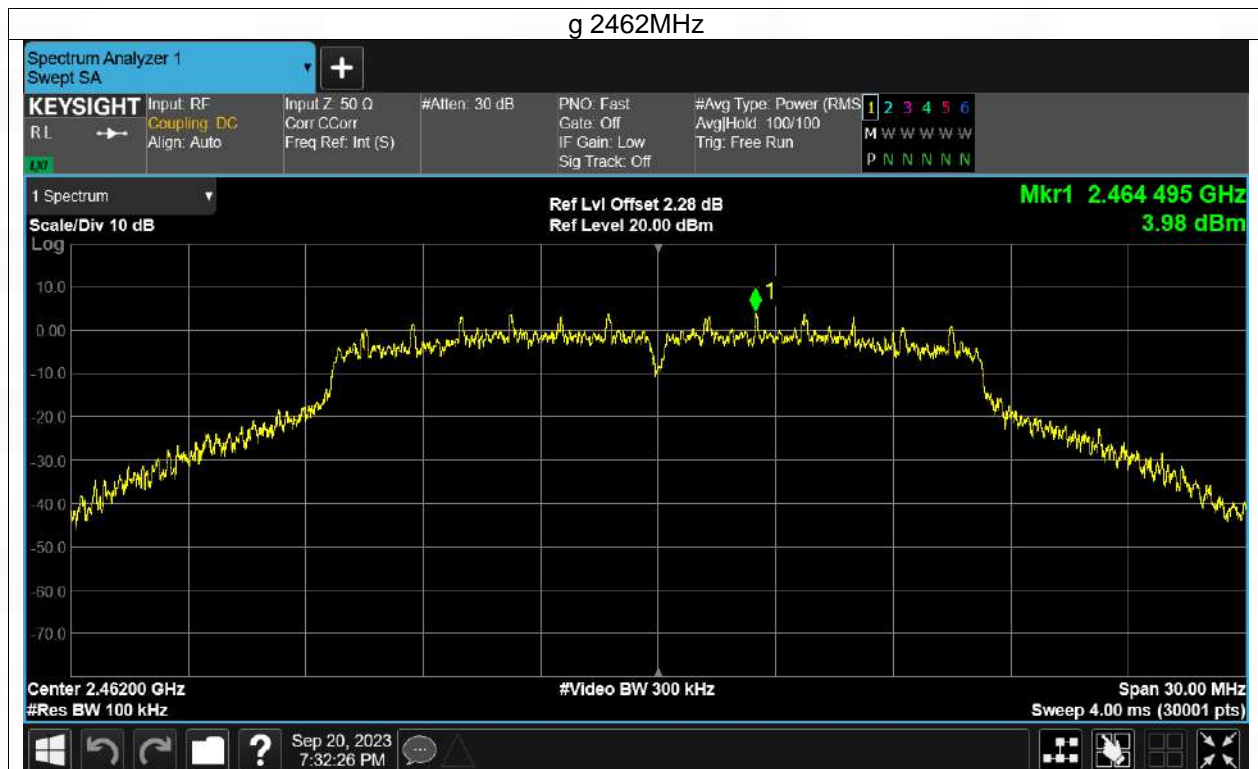 g 2462MHz
Spectrum Analyzer 1
Swept SA
+
KEYSIGHT
Input: RF
Input Z: 50 Ω
#Atten: 30 dB
PNO: Fast
#Avg Type: Power (RMS
1 2 3 4 5 6
RL
Coupling: DC
Corr CCorr
Gate: Off
Avg|Hold: 100/100
M W W W W W
Align: Auto
Freq Ref: Int (S)
IF Gain: Low
Trig: Free Run
Sig Track: Off
P N N N N N
LXI
1 Spectrum
Ref Lvl Offset 2.28 dB
Mkr1 2.464 495 GHz
Scale/Div 10 dB
Ref Level 20.00 dBm
3.98 dBm
Log
10.0
1
0.00
-10.0
-20.0
-30.0
-40.0
-50.0
-60.0
-70.0
Center 2.46200 GHz
#Video BW 300 kHz
Span 30.00 MHz
#Res BW 100 kHz
Sweep 4.00 ms (30001 pts)
?
Sep 20, 2023
7:32:26 PM